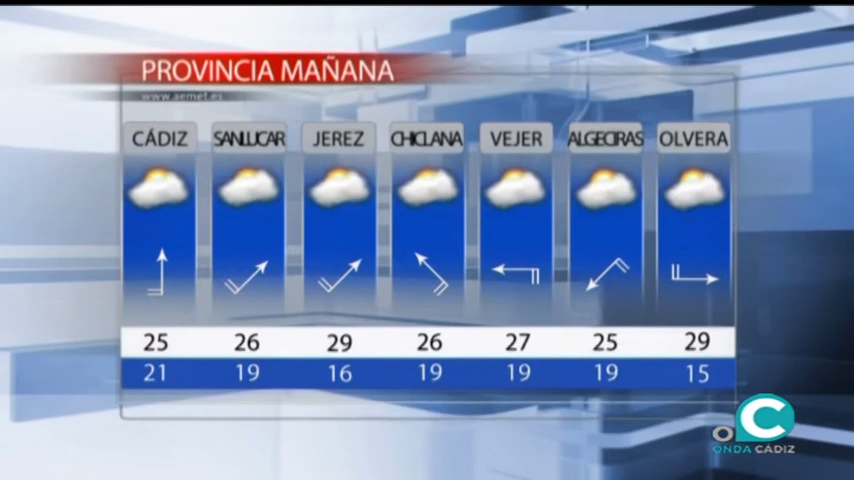 PROVINCIA MAÑANA
www.aemet.es
CÁDIZ SANLUCAR JEREZ CHICLANA VEJER ALGECIRAS OLVERA
25 26 29 26 27 25 29
21 19 16 19 19 19 15
O C
ONDA CÁDIZ